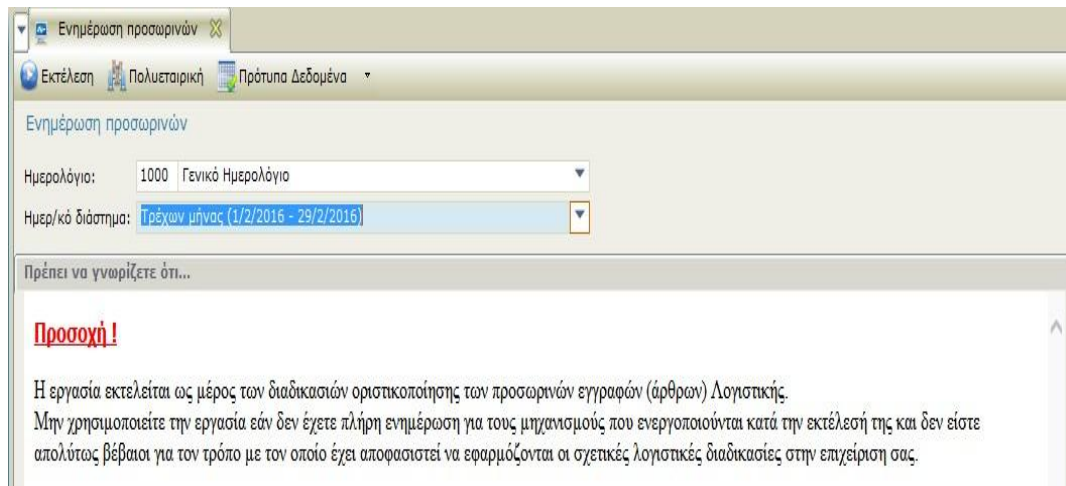 Ενημέρωση προσωρινών
Εκτέλεση Πολυεταιρική Πρότυπα Δεδομένα
Ενημέρωση προσωρινών
Ημερολόγιο: 1000 Γενικό Ημερολόγιο
Ημερ/κό διάστημα: Τρέχων μήνας (1/2/2016 - 29/2/2016)
Πρέπει να γνωρίζετε ότι...
Προσοχή !
Η εργασία εκτελείται ως μέρος των διαδικασιών οριστικοποίησης των προσωρινών εγγραφών (άρθρων) Λογιστικής.
Μην χρησιμοποιείτε την εργασία εάν δεν έχετε πλήρη ενημέρωση για τους μηχανισμούς που ενεργοποιούνται κατά την εκτέλεσή της και δεν είστε
απολύτως βέβαιοι για τον τρόπο με τον οποίο έχει αποφασιστεί να εφαρμόζονται οι σχετικές λογιστικές διαδικασίες στην επιχείριση σας.